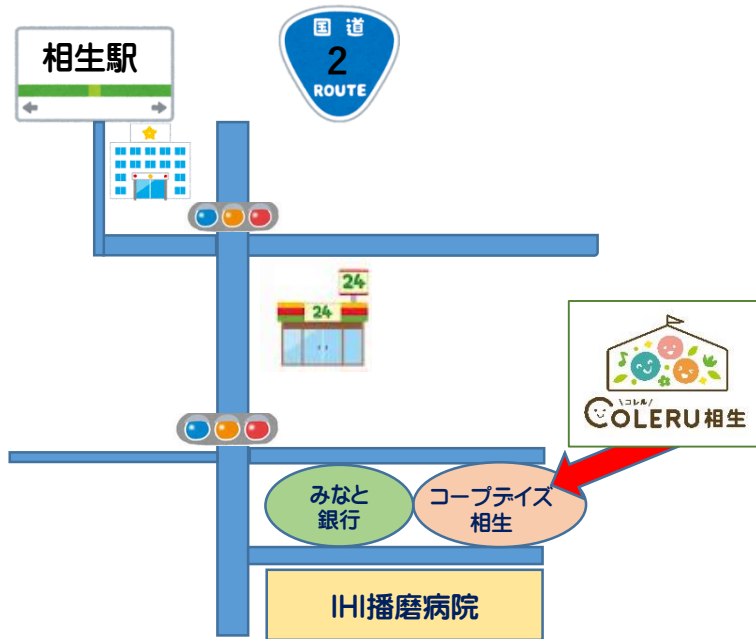 相生駅
国道
2
ROUTE
24
24
コレル
COLERU相生
みなと
銀行
コープデイズ
相生
IHI播磨病院